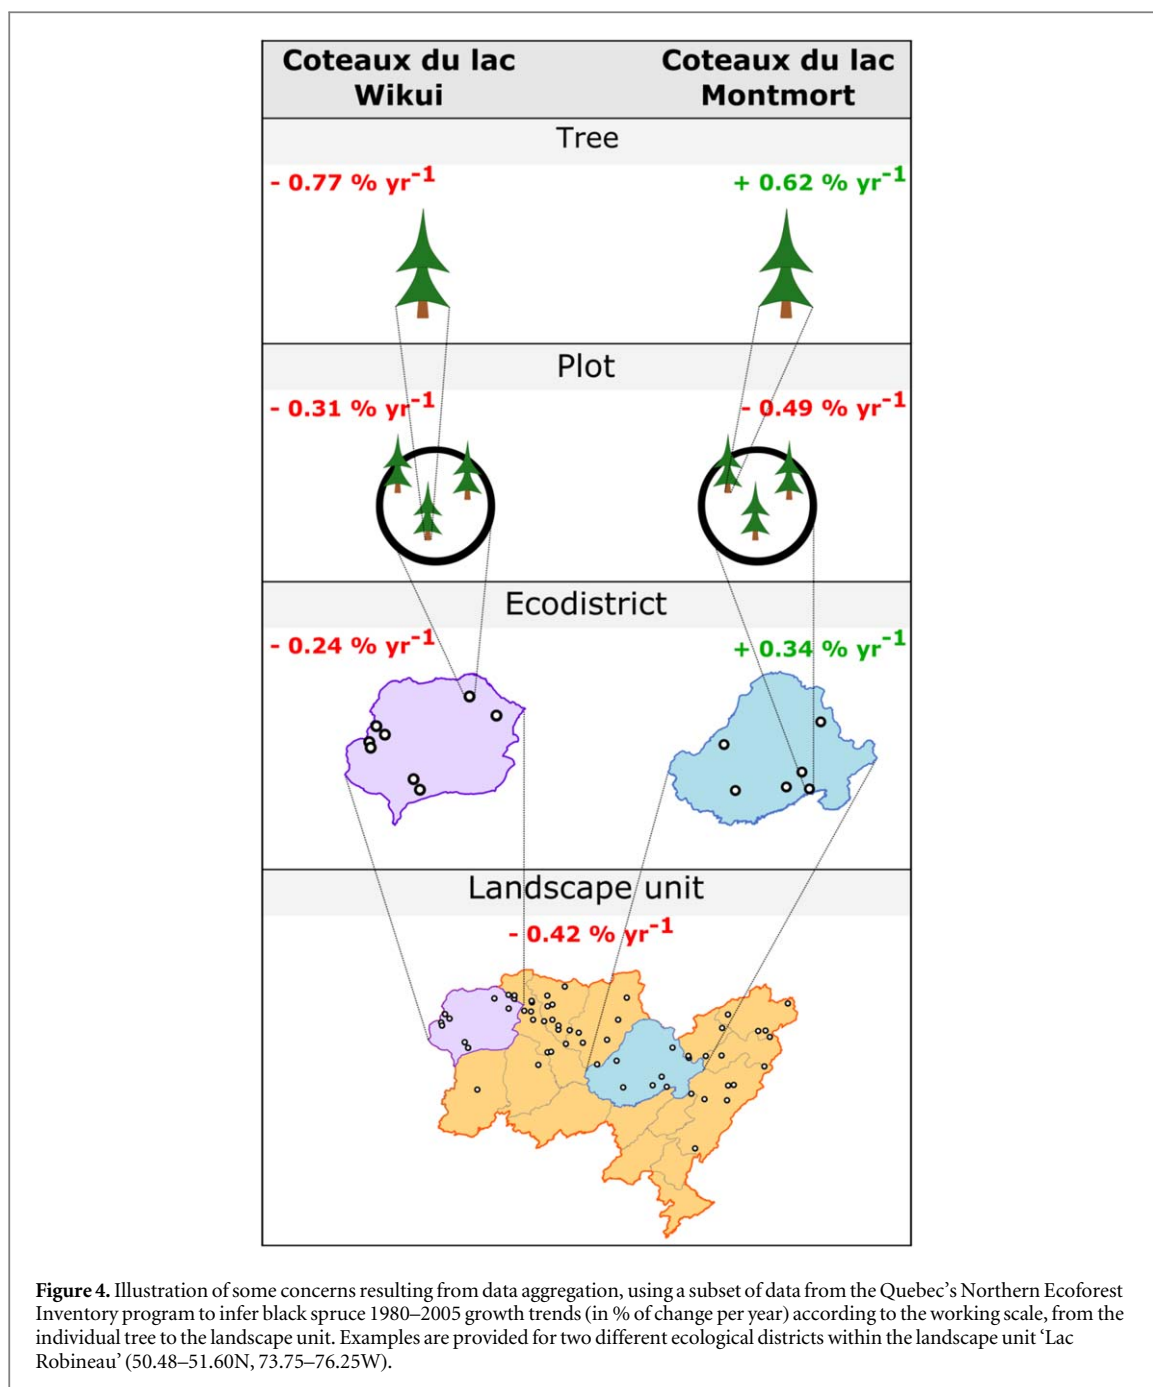 Coteaux du lac Wikui
Coteaux du lac Montmort
Tree
- 0.77 % yr⁻¹
+ 0.62 % yr⁻¹
Plot
- 0.31 % yr⁻¹
- 0.49 % yr⁻¹
Ecodistrict
- 0.24 % yr⁻¹
+ 0.34 % yr⁻¹
Landscape unit
- 0.42 % yr⁻¹
Figure 4. Illustration of some concerns resulting from data aggregation, using a subset of data from the Quebec's Northern Ecoforest
Inventory program to infer black spruce 1980–2005 growth trends (in % of change per year) according to the working scale, from the
individual tree to the landscape unit. Examples are provided for two different ecological districts within the landscape unit 'Lac
Robineau' (50.48–51.60N, 73.75–76.25W).